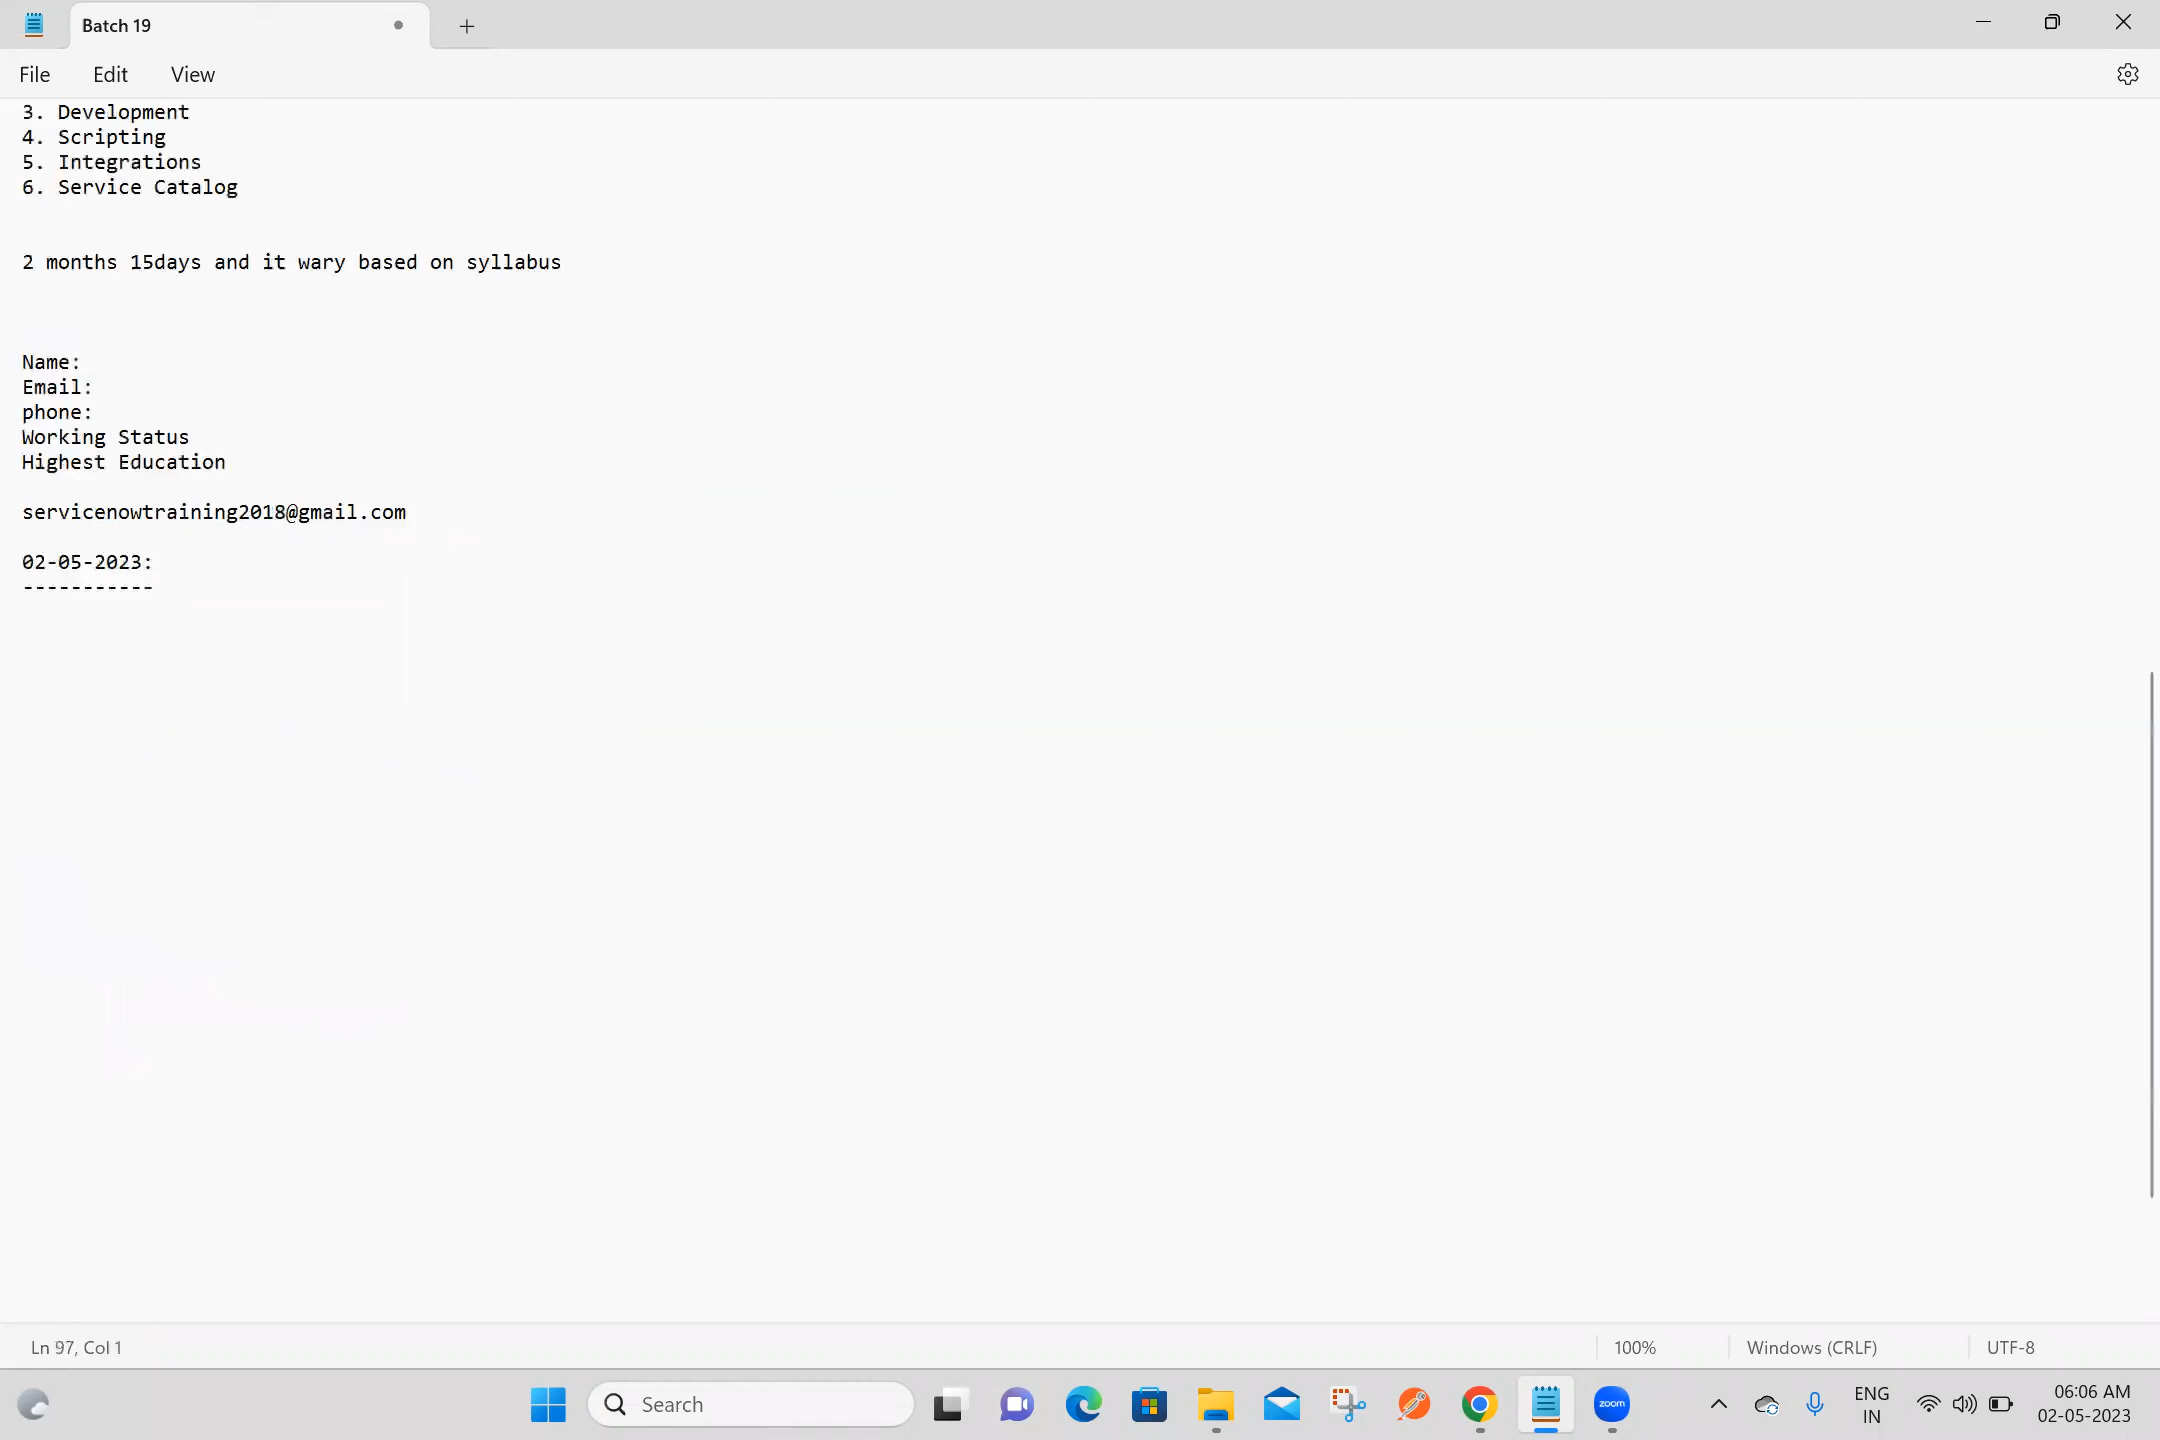 Batch 19
File Edit View
3. Development
4. Scripting
5. Integrations
6. Service Catalog
2 months 15days and it wary based on syllabus
Name:
Email:
phone:
Working Status
Highest Education
servicenowtraining2018@gmail.com
02-05-2023:
-----------
Ln 97, Col 1 100% Windows (CRLF) UTF-8
Search zoom ENG 06:06 AM
IN 02-05-2023